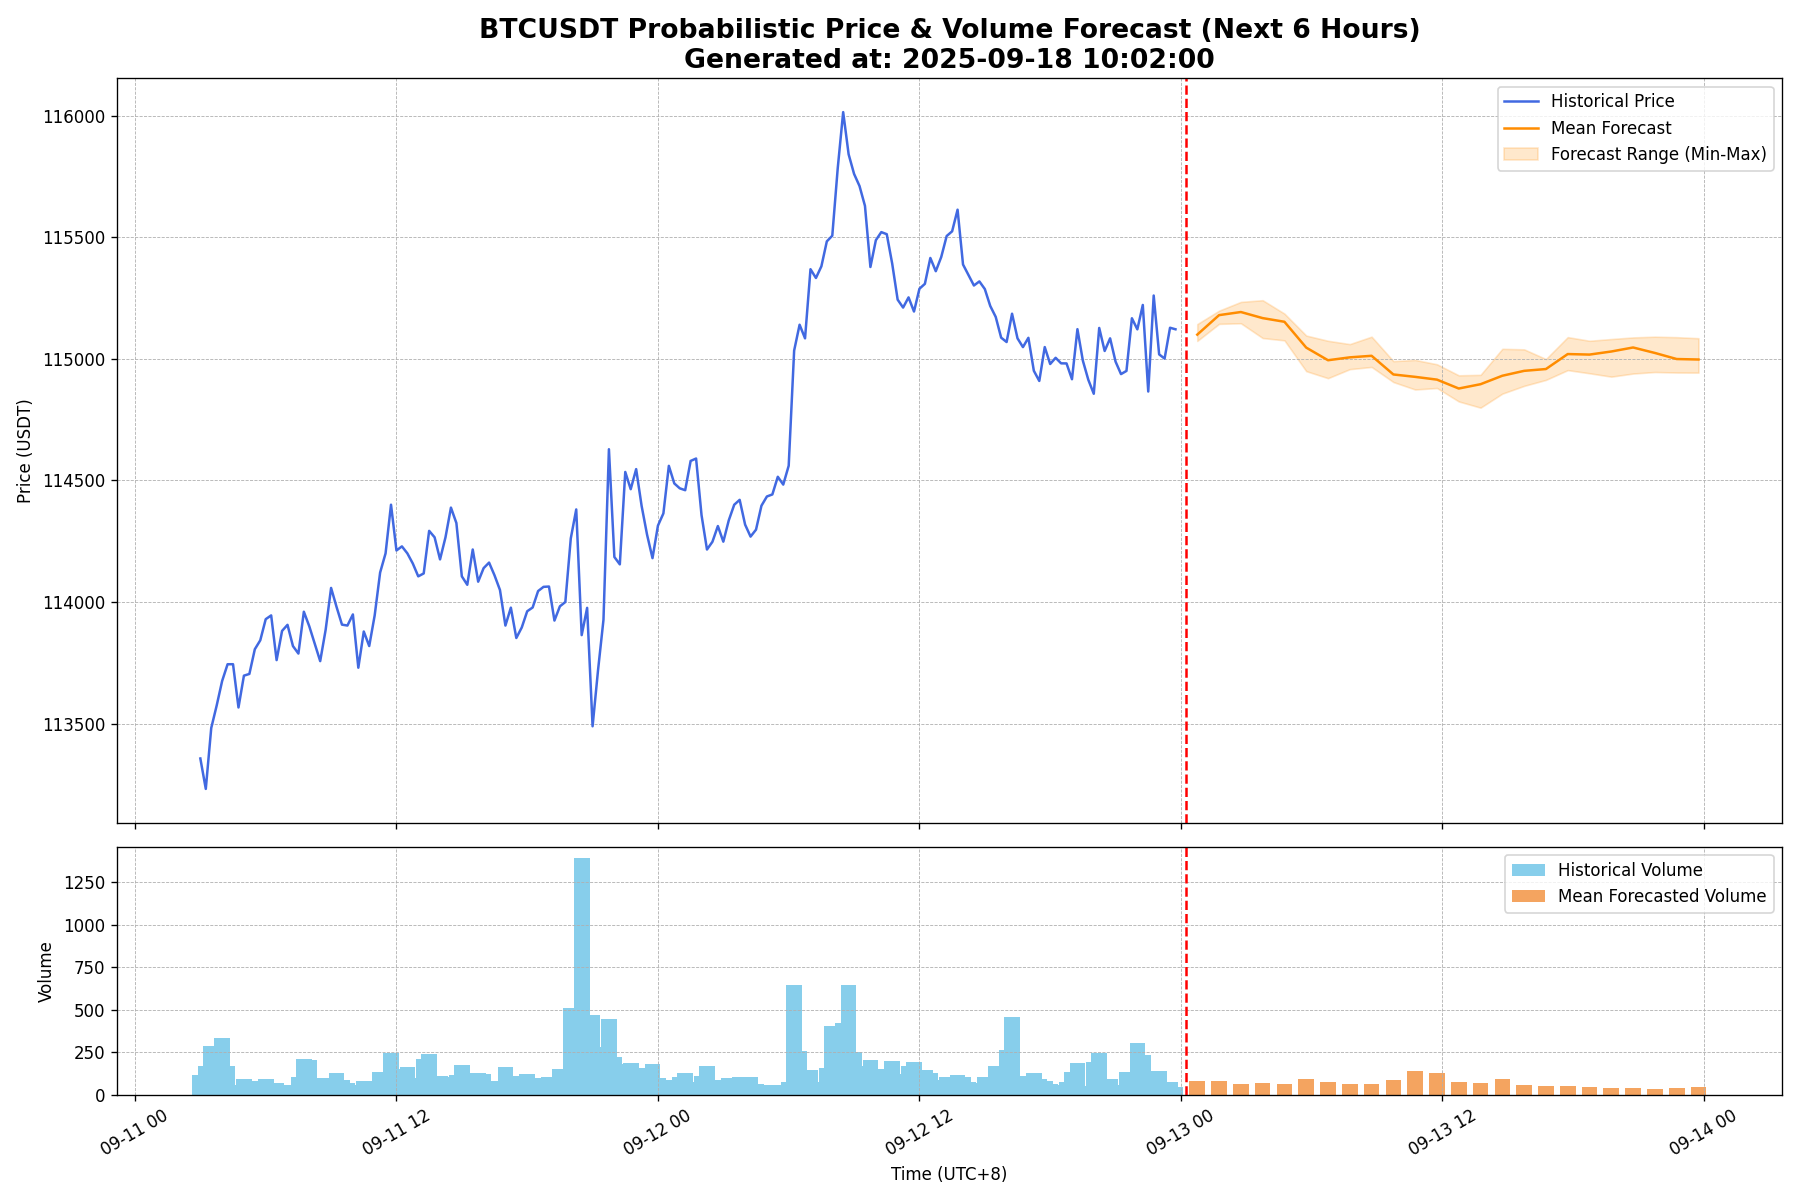 BTCUSDT Probabilistic Price & Volume Forecast (Next 6 Hours)
Generated at: 2025-09-18 10:02:00
Historical Price
Mean Forecast
Forecast Range (Min-Max)
116000
115500
115000
114500
114000
113500
Price (USDT)
Historical Volume
Mean Forecasted Volume
1250
1000
750
500
250
0
Volume
09-11 00
09-11 12
09-12 00
09-12 12
09-13 00
09-13 12
09-14 00
Time (UTC+8)